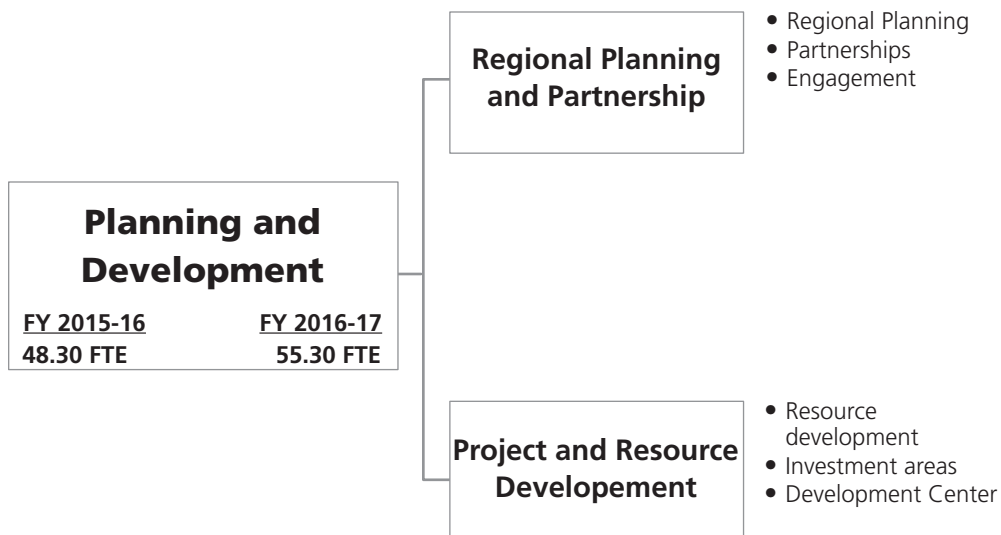 Planning and
Development
FY 2015-16 FY 2016-17
48.30 FTE 55.30 FTE
Regional Planning
and Partnership
• Regional Planning
• Partnerships
• Engagement
Project and Resource
Developement
• Resource
development
• Investment areas
• Development Center